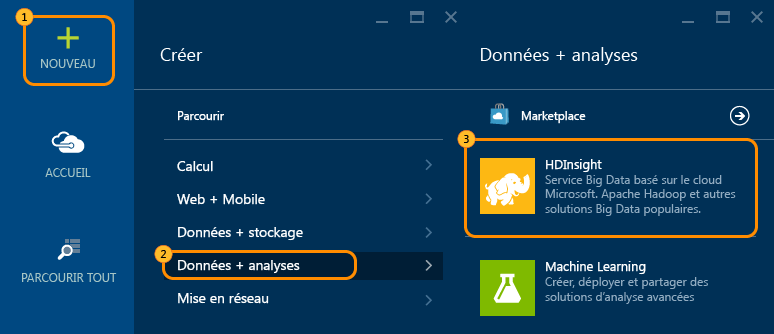 1
NOUVEAU
ACCUEIL
PARCOURIR TOUT
Créer
Parcourir
Calcul
Web + Mobile
Données + stockage
2
Données + analyses
Mise en réseau
Données + analyses
Marketplace
3
HDInsight
Service Big Data basé sur le cloud
Microsoft. Apache Hadoop et autres
solutions Big Data populaires.
Machine Learning
Créer, déployer et partager des
solutions d'analyse avancées